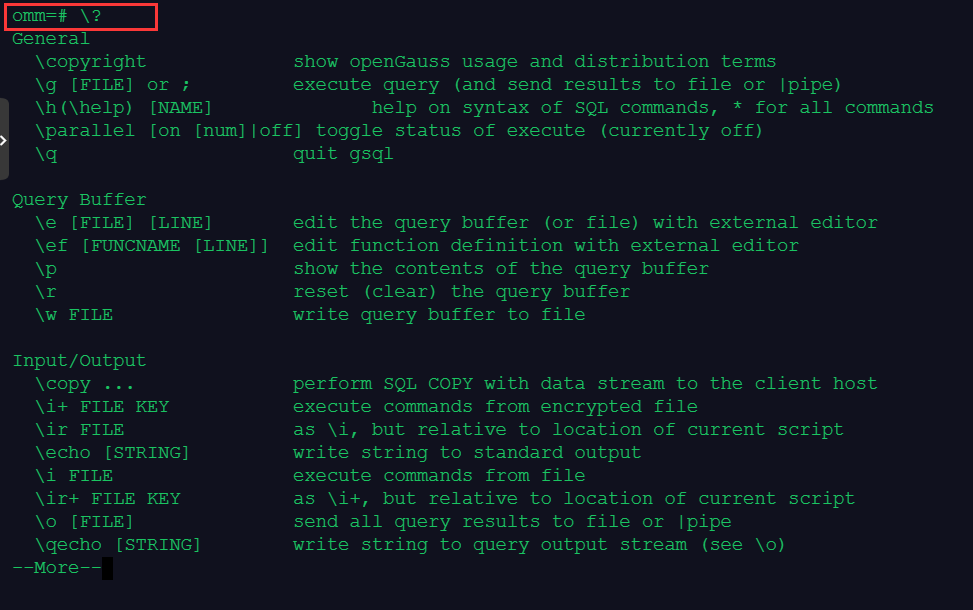 omm=# \?
General
  \copyright             show openGauss usage and distribution terms
  \g [FILE] or ;         execute query (and send results to file or |pipe)
  \h(\help) [NAME]              help on syntax of SQL commands, * for all commands
  \parallel [on [num]|off] toggle status of execute (currently off)
  \q                     quit gsql

Query Buffer
  \e [FILE] [LINE]       edit the query buffer (or file) with external editor
  \ef [FUNCNAME [LINE]]  edit function definition with external editor
  \p                     show the contents of the query buffer
  \r                     reset (clear) the query buffer
  \w FILE                write query buffer to file

Input/Output
  \copy ...              perform SQL COPY with data stream to the client host
  \i+ FILE KEY           execute commands from encrypted file
  \ir FILE               as \i, but relative to location of current script
  \echo [STRING]         write string to standard output
  \i FILE                execute commands from file
  \ir+ FILE KEY          as \i+, but relative to location of current script
  \o [FILE]              send all query results to file or |pipe
  \qecho [STRING]        write string to query output stream (see \o)
--More--